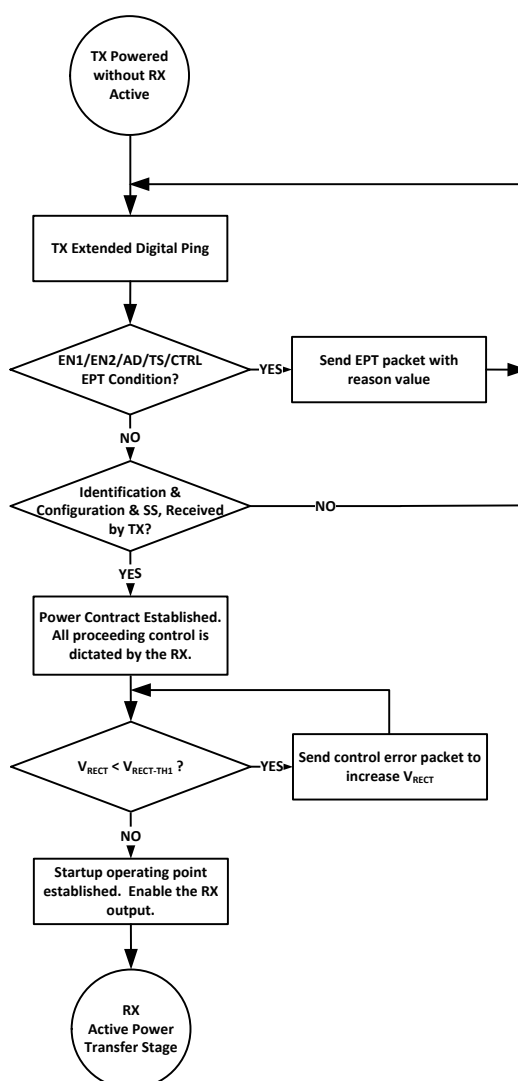 TX Powered
without RX
Active
TX Extended Digital Ping
EN1/EN2/AD/TS/CTRL
EPT Condition?
YES
Send EPT packet with
reason value
NO
Identification &
Configuration & SS, Received
by TX?
NO
YES
Power Contract Established.
All proceeding control is
dictated by the RX.
VRECT < VRECT-TH1 ?
YES
Send control error packet to
increase VRECT
NO
Startup operating point
established. Enable the RX
output.
RX
Active Power
Transfer Stage